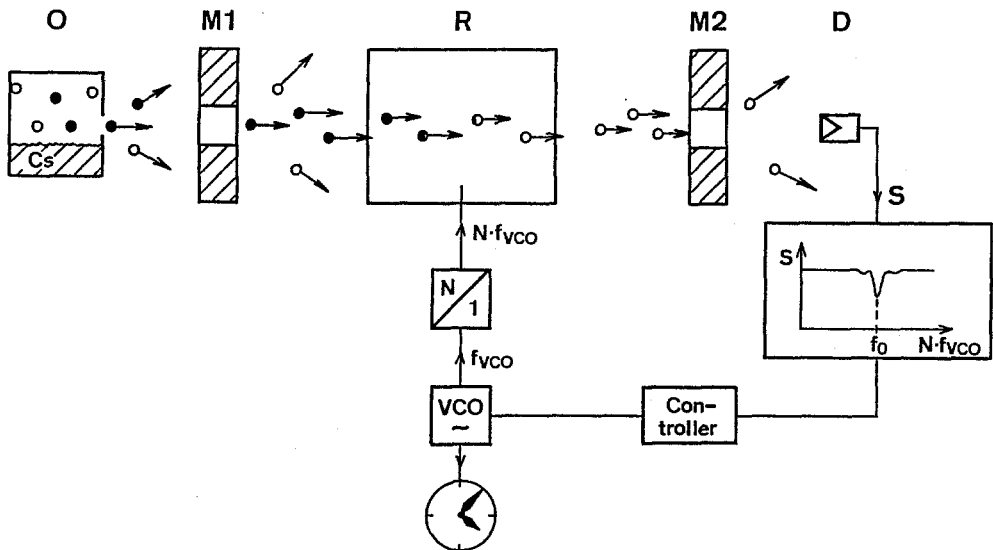 O M1 R M2 D
Cs
N·fVCO
S
N
1
S
fVCO
f0 N·fVCO
VCO
~
Con-
troller